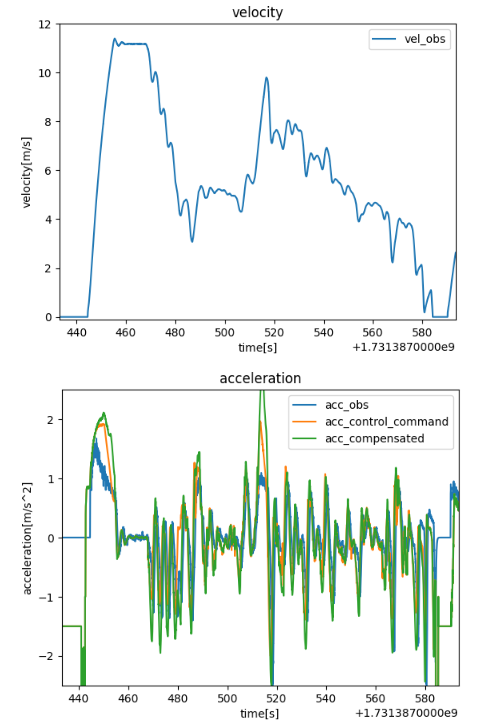 velocity
12
10
8
6
4
2
0
velocity[m/s]
vel_obs
440 460 480 500 520 540 560 580
time[s]
+1.7313870000e9
acceleration
2
1
0
−1
−2
acceleration[m/s^2]
acc_obs
acc_control_command
acc_compensated
440 460 480 500 520 540 560 580
time[s]
+1.7313870000e9